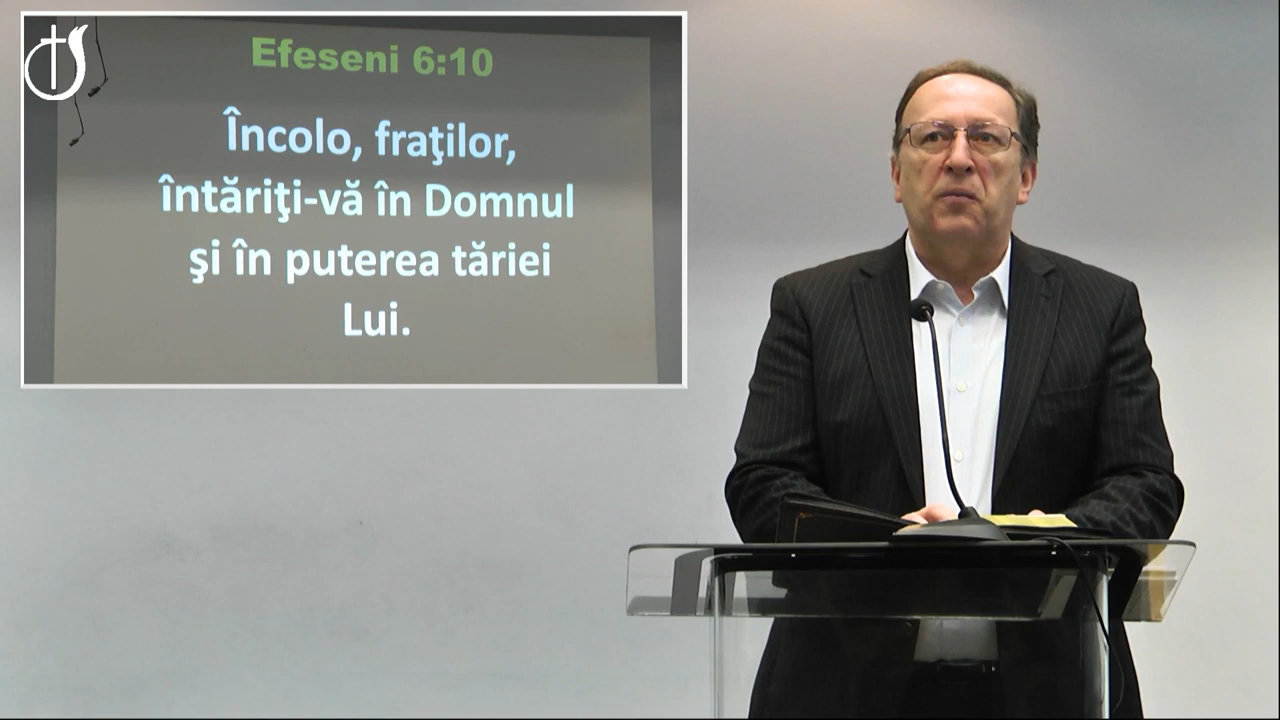 Efeseni 6:10
Încolo, fraţilor,
întăriţi-vă în Domnul
şi în puterea tăriei
Lui.